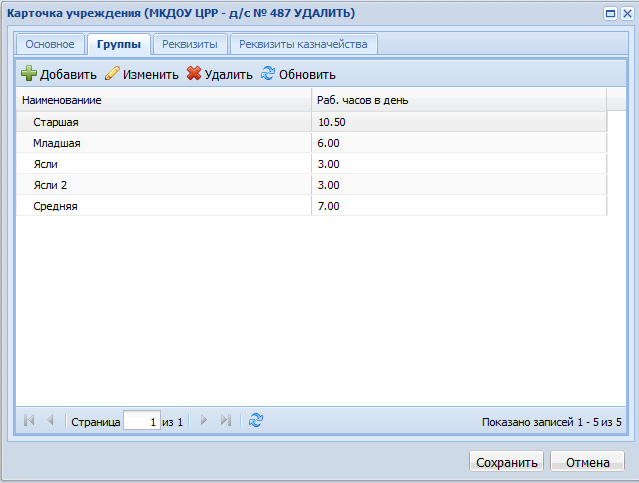 Карточка учреждения (МКДОУ ЦРР - д/с № 487 УДАЛИТЬ)
Основное Группы Реквизиты Реквизиты казначейства
Добавить Изменить Удалить Обновить
Наименованиие Раб. часов в день
Старшая 10.50
Младшая 6.00
Ясли 3.00
Ясли 2 3.00
Средняя 7.00
Страница 1 из 1 Показано записей 1 - 5 из 5
Сохранить Отмена